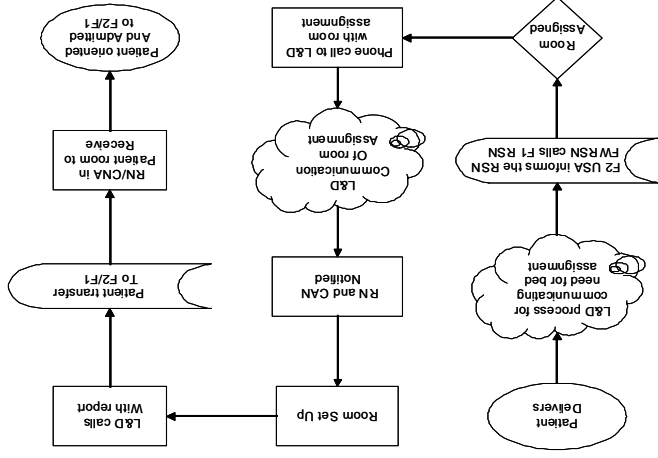 Patient
Delivers
L&D process for
communicating
need for bed
assignment
F2 USA informs the RSN
FW RSN calls F1 RSN
Room
Assigned
Phone call to L&D
with room
assignment
L&D
Communication
Of room
Assignment
RN and CAN
Notified
Room Set Up
L&D calls
With report
Patient transfer
To F2/F1
RN/CNA in
Patient room to
Receive
Patient oriented
And Admitted
to F2/F1